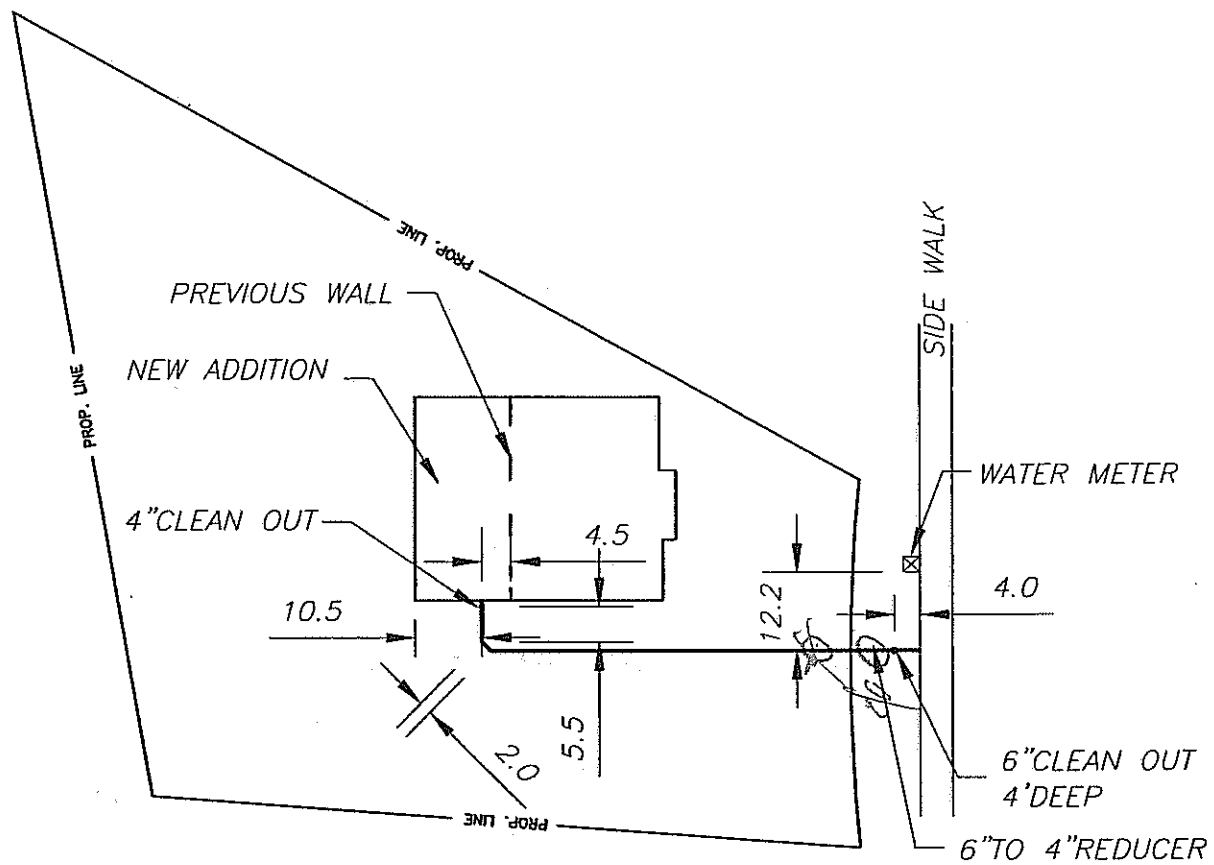 SIDE WALK
PROP. LINE
PREVIOUS WALL
NEW ADDITION
PROP. LINE
WATER METER
4"CLEAN OUT
4.5
12.2
4.0
10.5
5.5
2.0
6"CLEAN OUT
4'DEEP
PROP. LINE
6"TO 4"REDUCER